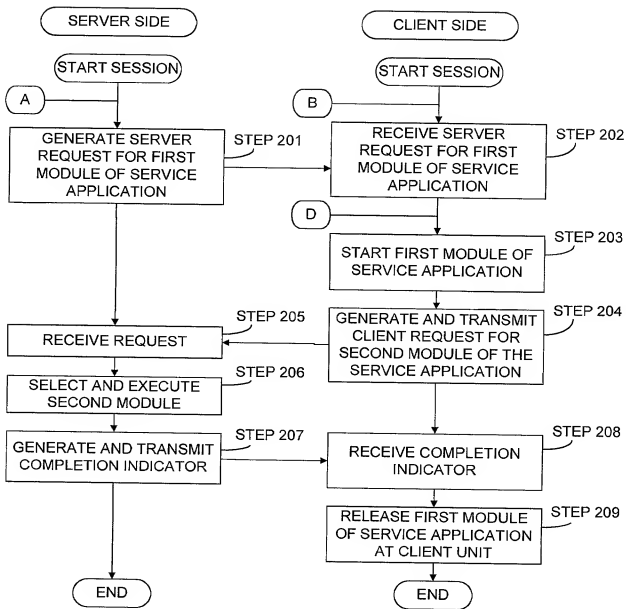 SERVER SIDE
CLIENT SIDE
START SESSION
START SESSION
A
B
GENERATE SERVER
REQUEST FOR FIRST
MODULE OF SERVICE
APPLICATION
STEP 201
RECEIVE SERVER
REQUEST FOR FIRST
MODULE OF SERVICE
APPLICATION
STEP 202
D
START FIRST MODULE OF
SERVICE APPLICATION
STEP 203
GENERATE AND TRANSMIT
CLIENT REQUEST FOR
SECOND MODULE OF THE
SERVICE APPLICATION
STEP 204
RECEIVE REQUEST
STEP 205
SELECT AND EXECUTE
SECOND MODULE
STEP 206
GENERATE AND TRANSMIT
COMPLETION INDICATOR
STEP 207
RECEIVE COMPLETION
INDICATOR
STEP 208
RELEASE FIRST MODULE
OF SERVICE APPLICATION
AT CLIENT UNIT
STEP 209
END
END